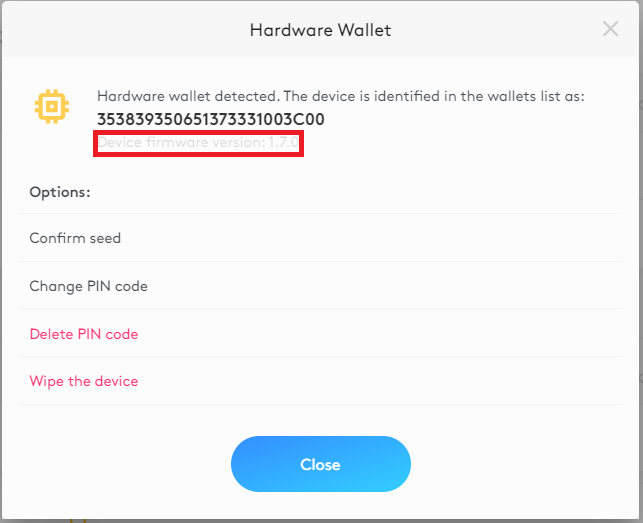 Hardware Wallet
Hardware wallet detected. The device is identified in the wallets list as:
353839350651373331003C00
Device firmware version: 1.7.0
Options:
Confirm seed
Change PIN code
Delete PIN code
Wipe the device
Close